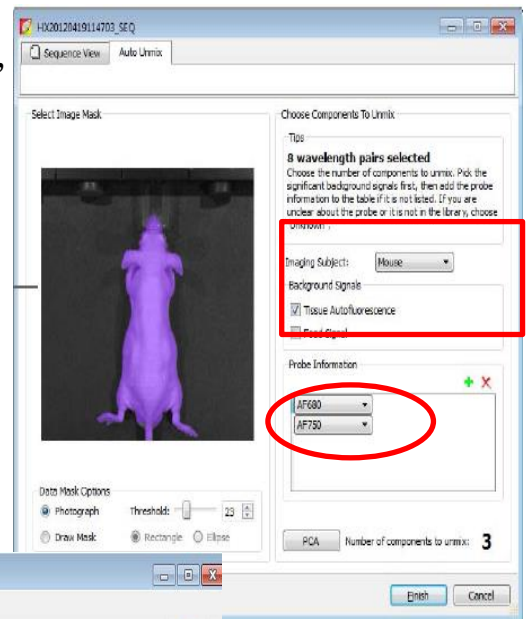 HX20120419114703_SEQ
Sequence View
Auto Unmix
Select Image Mask
Data Mask Options
Photograph
Threshold:
23
Draw Mask
Rectangle
Ellipse
Choose Components To Unmix
Tips
8 wavelength pairs selected
Choose the number of components to unmix. Pick the
significant background signals first, then add the probe
information to the table if it is not listed. If you are
unclear about the probe or it is not in the library, choose
"Unknown".
Imaging Subject:
Mouse
Background Signals
Tissue Autofluorescence
Food Signal
Probe Information
AF680
AF750
PCA
Number of components to unmix:
3
Finish
Cancel